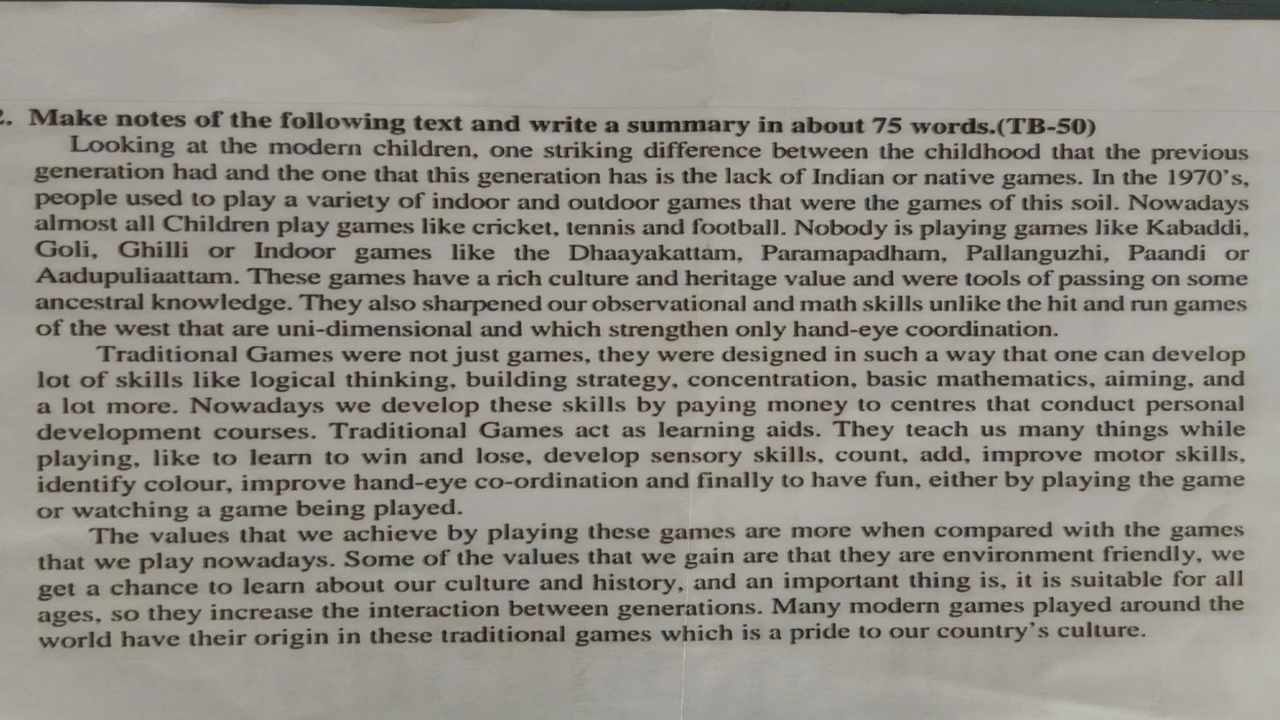 2. Make notes of the following text and write a summary in about 75 words.(TB-50)
Looking at the modern children, one striking difference between the childhood that the previous
generation had and the one that this generation has is the lack of Indian or native games. In the 1970's,
people used to play a variety of indoor and outdoor games that were the games of this soil. Nowadays
almost all Children play games like cricket, tennis and football. Nobody is playing games like Kabaddi,
Goli, Ghilli or Indoor games like the Dhaayakattam, Paramapadham, Pallanguzhi, Paandi or
Aadupuliaattam. These games have a rich culture and heritage value and were tools of passing on some
ancestral knowledge. They also sharpened our observational and math skills unlike the hit and run games
of the west that are uni-dimensional and which strengthen only hand-eye coordination.
Traditional Games were not just games, they were designed in such a way that one can develop
lot of skills like logical thinking, building strategy, concentration, basic mathematics, aiming, and
a lot more. Nowadays we develop these skills by paying money to centres that conduct personal
development courses. Traditional Games act as learning aids. They teach us many things while
playing, like to learn to win and lose, develop sensory skills, count, add, improve motor skills,
identify colour, improve hand-eye co-ordination and finally to have fun, either by playing the game
or watching a game being played.
The values that we achieve by playing these games are more when compared with the games
that we play nowadays. Some of the values that we gain are that they are environment friendly, we
get a chance to learn about our culture and history, and an important thing is, it is suitable for all
ages, so they increase the interaction between generations. Many modern games played around the
world have their origin in these traditional games which is a pride to our country's culture.